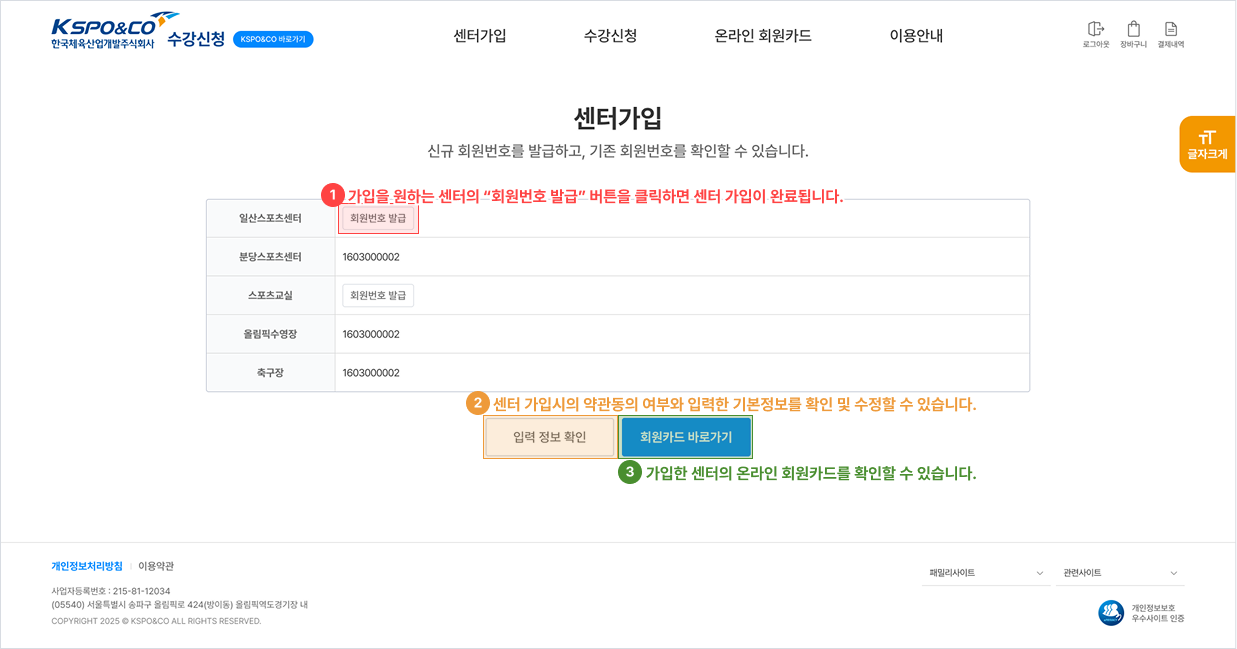 KSPO&CO
한국체육산업개발주식회사
수강신청
KSPO&CO 바로가기
센터가입
수강신청
온라인 회원카드
이용안내
로그아웃
장바구니
결제내역
센터가입
신규 회원번호를 발급하고, 기존 회원번호를 확인할 수 있습니다.
TT
글자크게
1 가입을 원하는 센터의 “회원번호 발급” 버튼을 클릭하면 센터 가입이 완료됩니다.
일산스포츠센터 회원번호 발급
분당스포츠센터 1603000002
스포츠교실 회원번호 발급
올림픽수영장 1603000002
축구장 1603000002
2 센터 가입시의 약관동의 여부와 입력한 기본정보를 확인 및 수정할 수 있습니다.
입력 정보 확인
회원카드 바로가기
3 가입한 센터의 온라인 회원카드를 확인할 수 있습니다.
개인정보처리방침 이용약관
사업자등록번호 : 215-81-12034
(05540) 서울특별시 송파구 올림픽로 424(방이동) 올림픽역도경기장 내
COPYRIGHT 2025 © KSPO&CO ALL RIGHTS RESERVED.
패밀리사이트
관련사이트
개인정보보호
우수사이트 인증